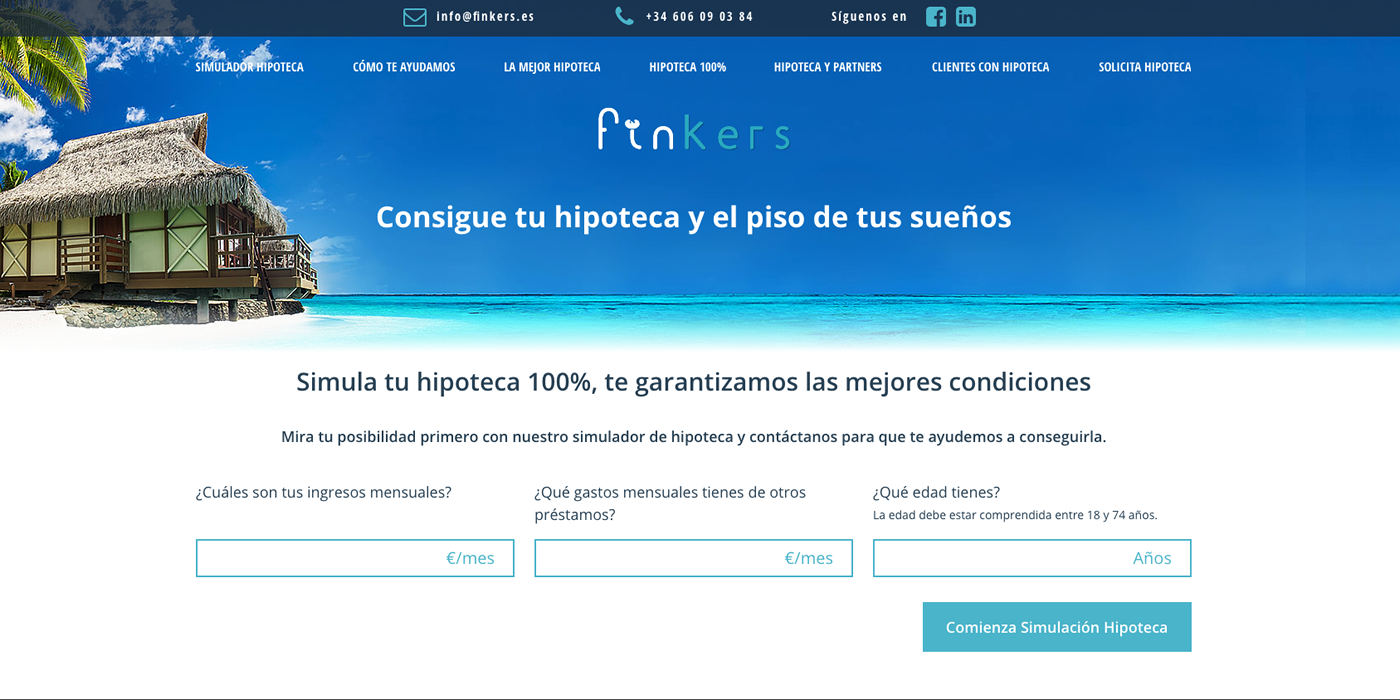 info@finkers.es +34 606 09 03 84 Síguenos en
SIMULADOR HIPOTECA CÓMO TE AYUDAMOS LA MEJOR HIPOTECA HIPOTECA 100% HIPOTECA Y PARTNERS CLIENTES CON HIPOTECA SOLICITA HIPOTECA
finkers
Consigue tu hipoteca y el piso de tus sueños
Simula tu hipoteca 100%, te garantizamos las mejores condiciones
Mira tu posibilidad primero con nuestro simulador de hipoteca y contáctanos para que te ayudemos a conseguirla.
¿Cuáles son tus ingresos mensuales?
€/mes
¿Qué gastos mensuales tienes de otros
préstamos?
€/mes
¿Qué edad tienes?
La edad debe estar comprendida entre 18 y 74 años.
Años
Comienza Simulación Hipoteca